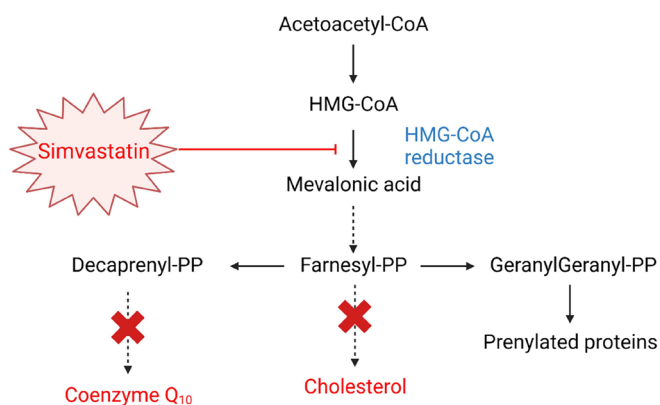 Acetoacetyl-CoA
HMG-CoA
Simvastatin
HMG-CoA
reductase
Mevalonic acid
Decaprenyl-PP
Farnesyl-PP
GeranylGeranyl-PP
Prenylated proteins
Coenzyme Q₁₀
Cholesterol